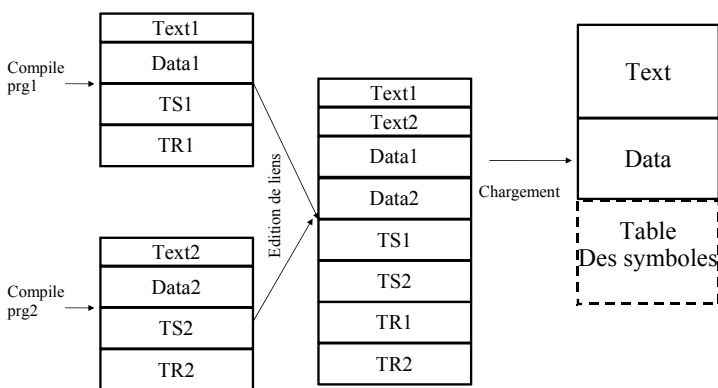 Compile
prg1
Text1
Data1
TS1
TR1
Compile
prg2
Text2
Data2
TS2
TR2
Edition de liens
Text1
Text2
Data1
Data2
TS1
TS2
TR1
TR2
Chargement
Text
Data
Table
Des symboles